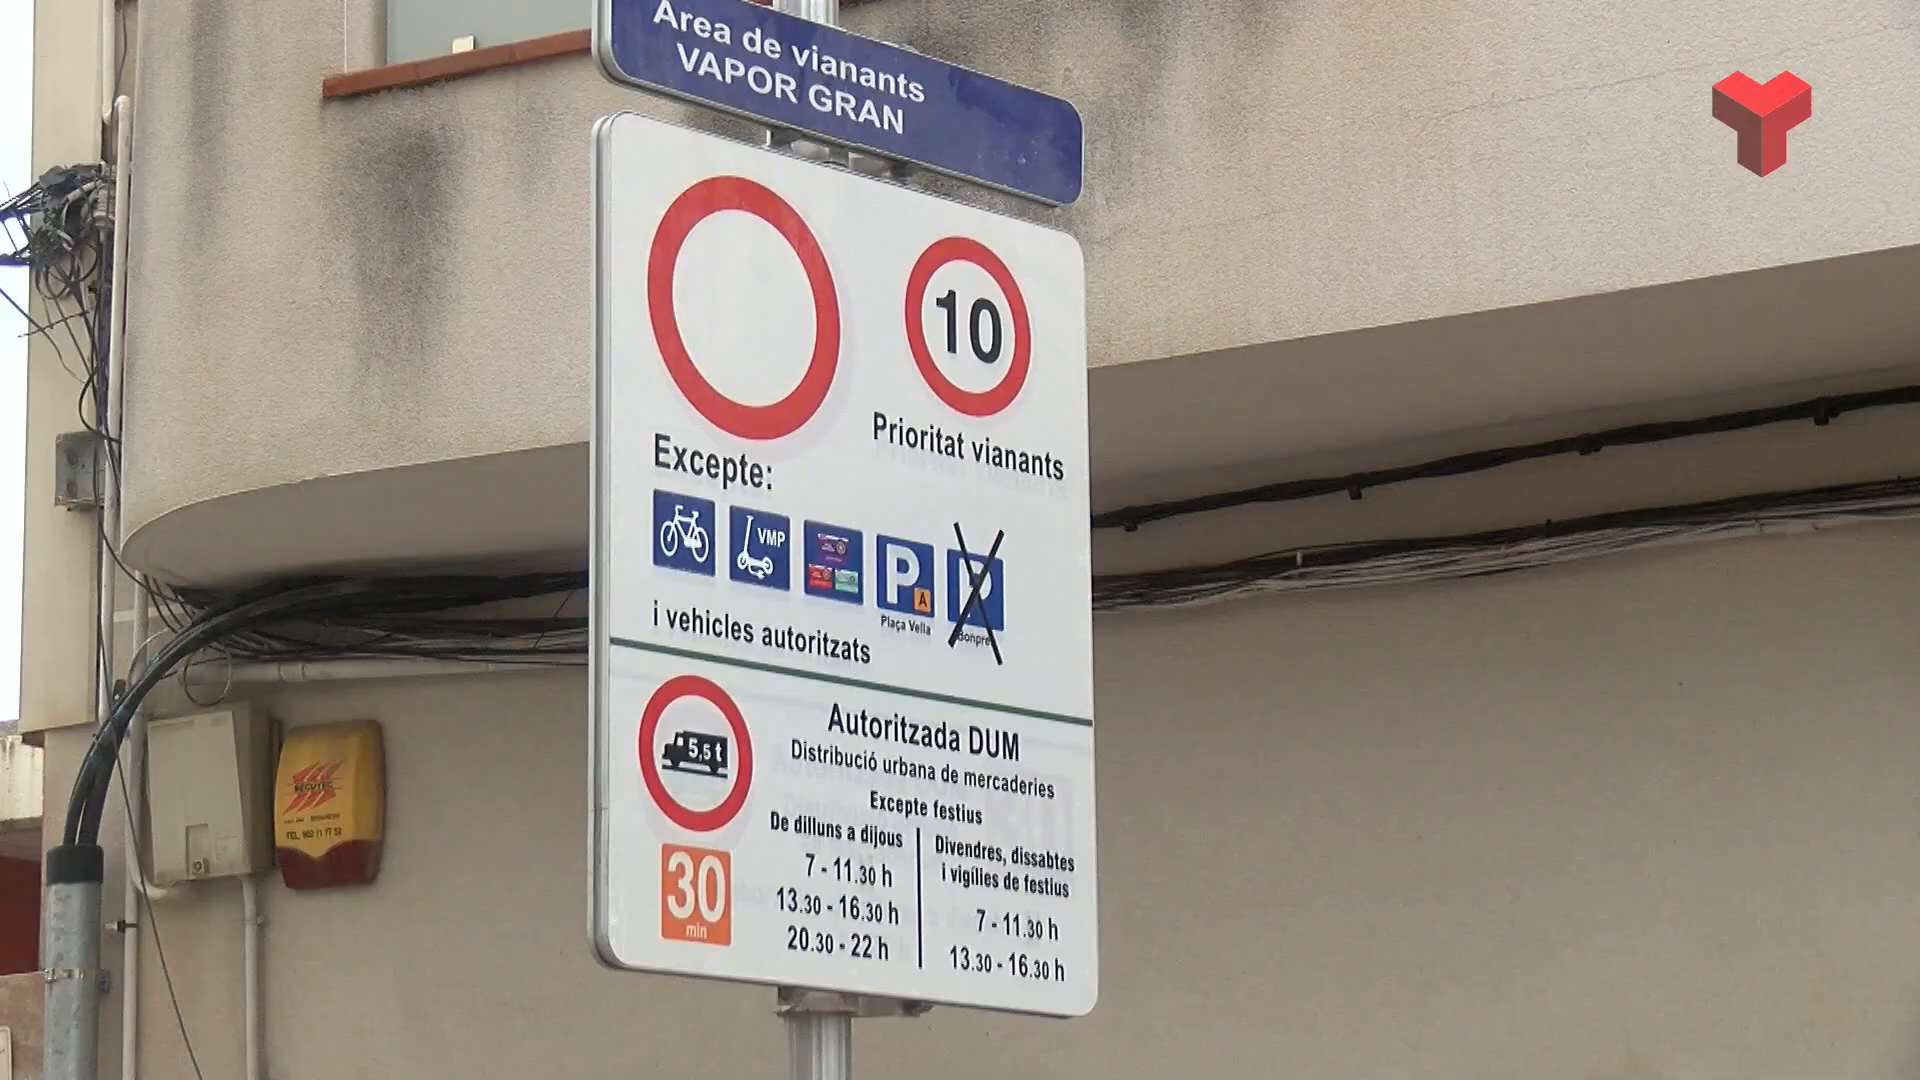 Àrea de vianants
VAPOR GRAN
10
Prioritat vianants
Excepte:
VMP
P
A
Plaça Vella
P
Bonpre
i vehicles autoritzats
5,5 t
Autoritzada DUM
Distribució urbana de mercaderies
Excepte festius
30
min
De dilluns a dijous
7 - 11.30 h
13.30 - 16.30 h
20.30 - 22 h
Divendres, dissabtes
i vigílies de festius
7 - 11.30 h
13.30 - 16.30 h
SECUTEC